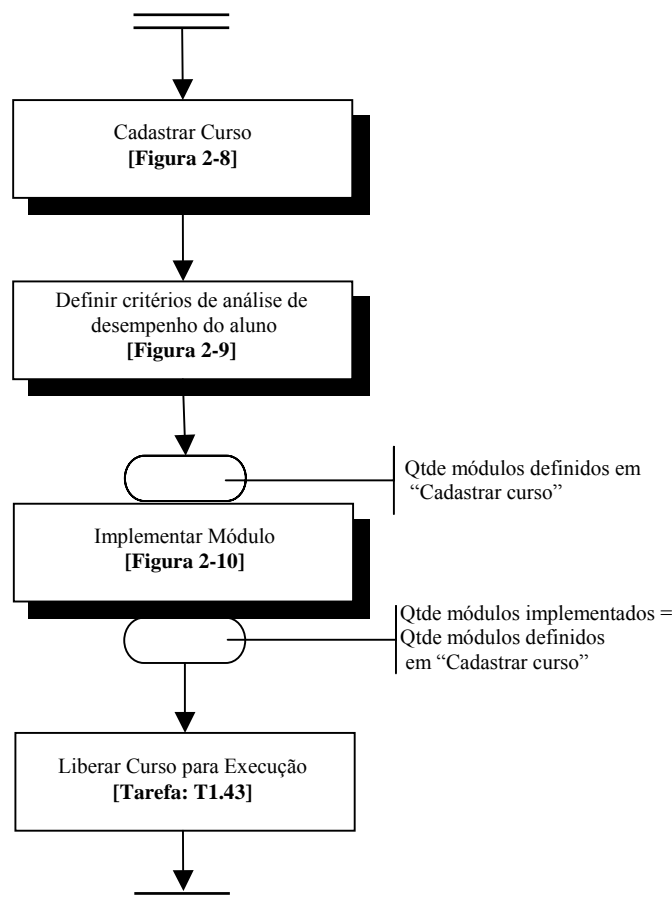 Cadastrar Curso
[Figura 2-8]
Definir critérios de análise de
desempenho do aluno
[Figura 2-9]
Qtde módulos definidos em
“Cadastrar curso”
Implementar Módulo
[Figura 2-10]
Qtde módulos implementados =
Qtde módulos definidos
em “Cadastrar curso”
Liberar Curso para Execução
[Tarefa: T1.43]